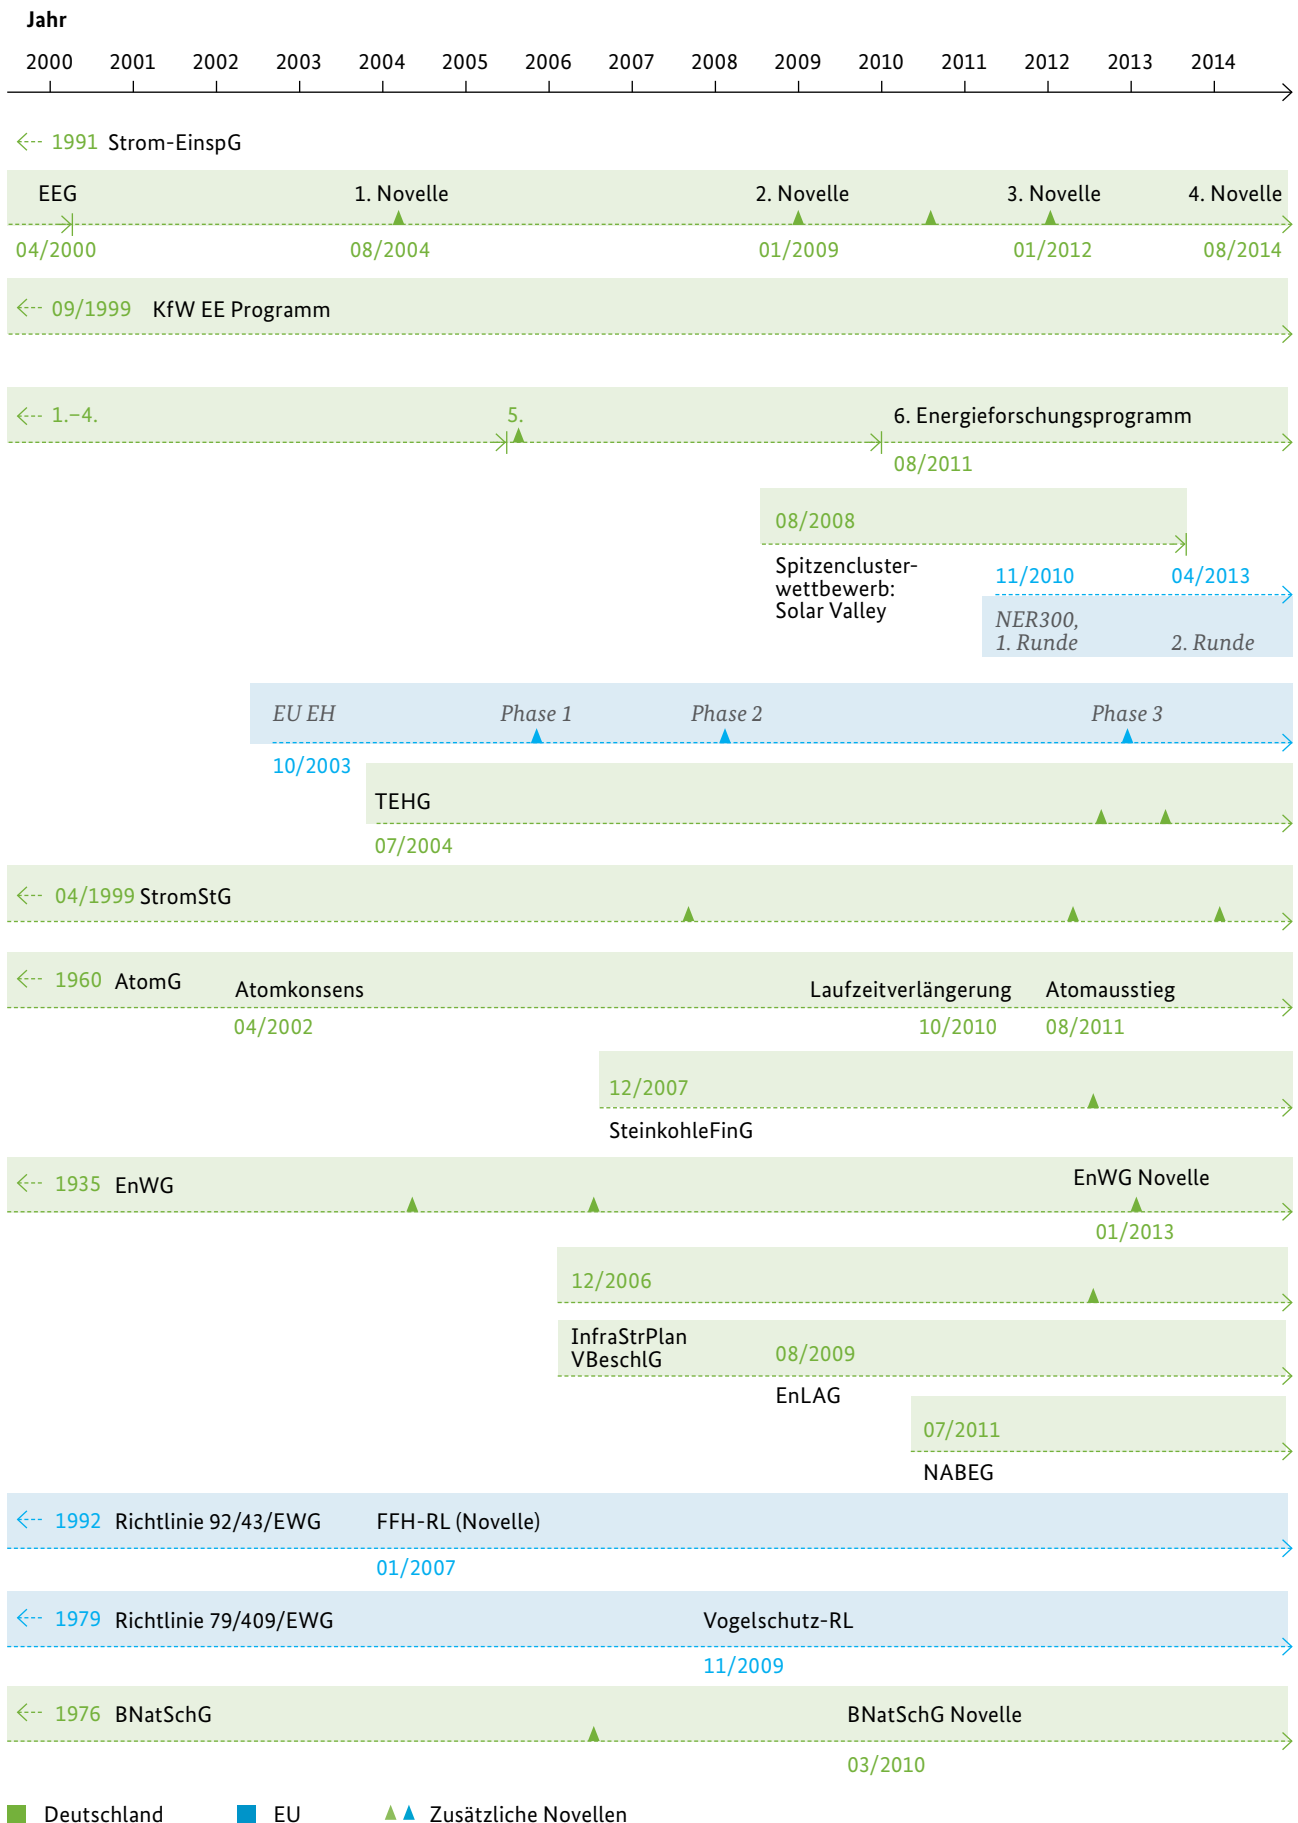 Jahr
2000 2001 2002 2003 2004 2005 2006 2007 2008 2009 2010 2011 2012 2013 2014
1991 Strom-EinspG
EEG 1. Novelle 2. Novelle 3. Novelle 4. Novelle
04/2000 08/2004 01/2009 01/2012 08/2014
09/1999 KfW EE Programm
1.–4. 5. 6. Energieforschungsprogramm
08/2011
08/2008
Spitzencluster-
wettbewerb:
Solar Valley
11/2010 04/2013
NER300,
1. Runde 2. Runde
EU EH Phase 1 Phase 2 Phase 3
10/2003
TEHG
07/2004
04/1999 StromStG
1960 AtomG
Atomkonsens Laufzeitverlängerung Atomausstieg
04/2002 10/2010 08/2011
12/2007
SteinkohleFinG
1935 EnWG EnWG Novelle
01/2013
12/2006
InfraStrPlan
VBeschlG
08/2009
EnLAG
07/2011
NABEG
1992 Richtlinie 92/43/EWG FFH-RL (Novelle)
01/2007
1979 Richtlinie 79/409/EWG Vogelschutz-RL
11/2009
1976 BNatSchG BNatSchG Novelle
03/2010
Deutschland EU Zusätzliche Novellen